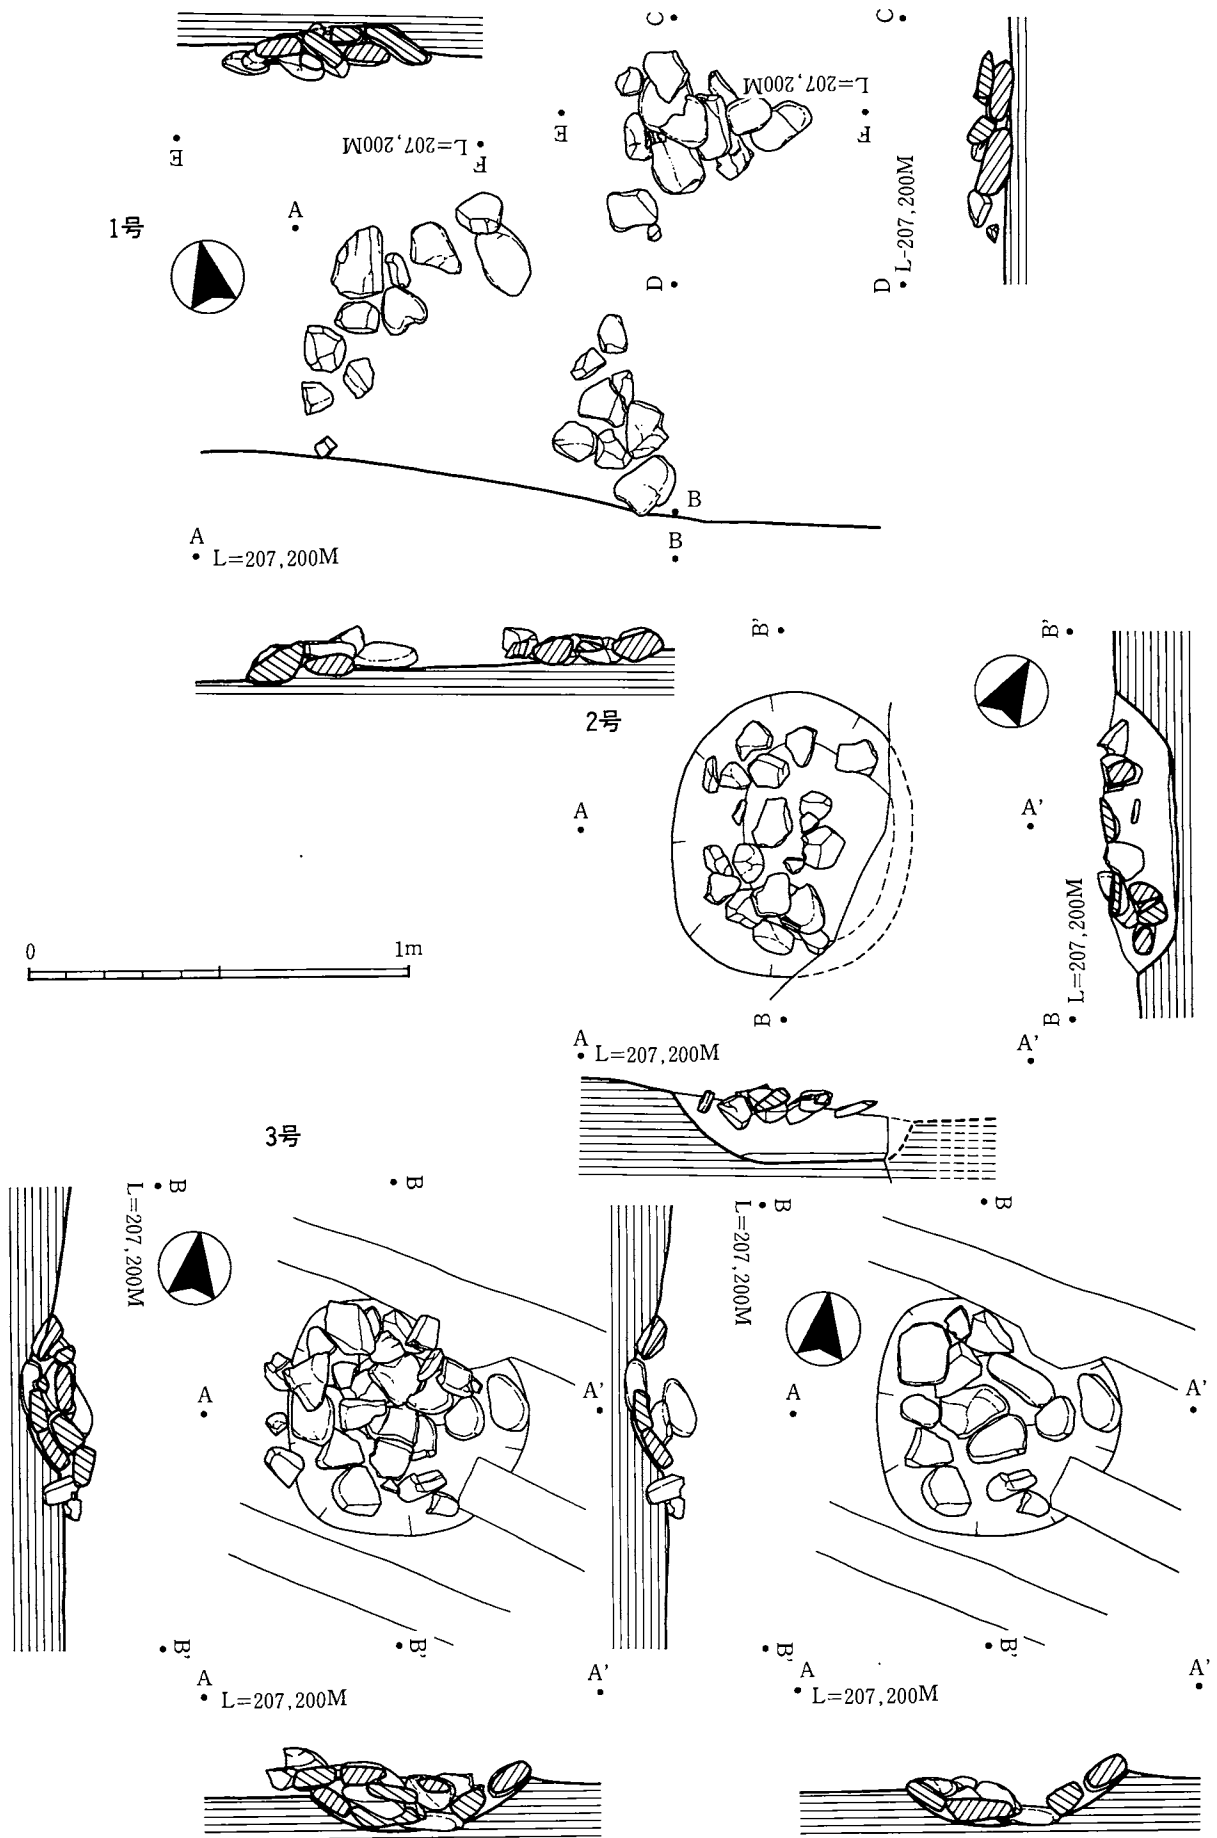 C
C
L=207,200M
E
F
E
L=207,200M
F
1号
A
D
D L-207,200M
B
A
L=207,200M
B
2号
B'
B'
A
A'
0
1m
B
B L=207,200M
A
L=207,200M
A'
3号
B
L=207,200M
B
B
L=207,200M
B
A
A'
A
A'
B'
B'
B'
B'
A
L=207,200M
A'
A
L=207,200M
A'